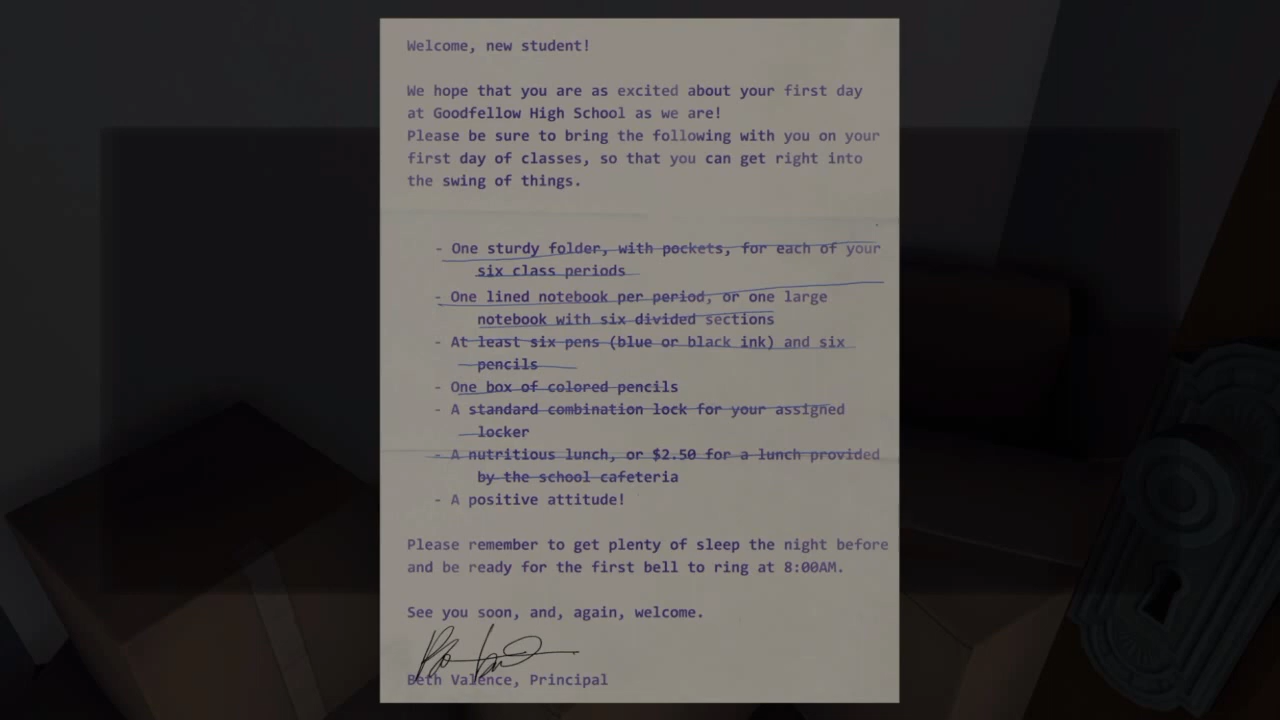 Welcome, new student!
We hope that you are as excited about your first day
at Goodfellow High School as we are!
Please be sure to bring the following with you on your
first day of classes, so that you can get right into
the swing of things.
- One sturdy folder, with pockets, for each of your
six class periods
- One lined notebook per period, or one large
notebook with six divided sections
- At least six pens (blue or black ink) and six
pencils
- One box of colored pencils
- A standard combination lock for your assigned
locker
- A nutritious lunch, or $2.50 for a lunch provided
by the school cafeteria
- A positive attitude!
Please remember to get plenty of sleep the night before
and be ready for the first bell to ring at 8:00AM.
See you soon, and, again, welcome.
Beth Valence, Principal